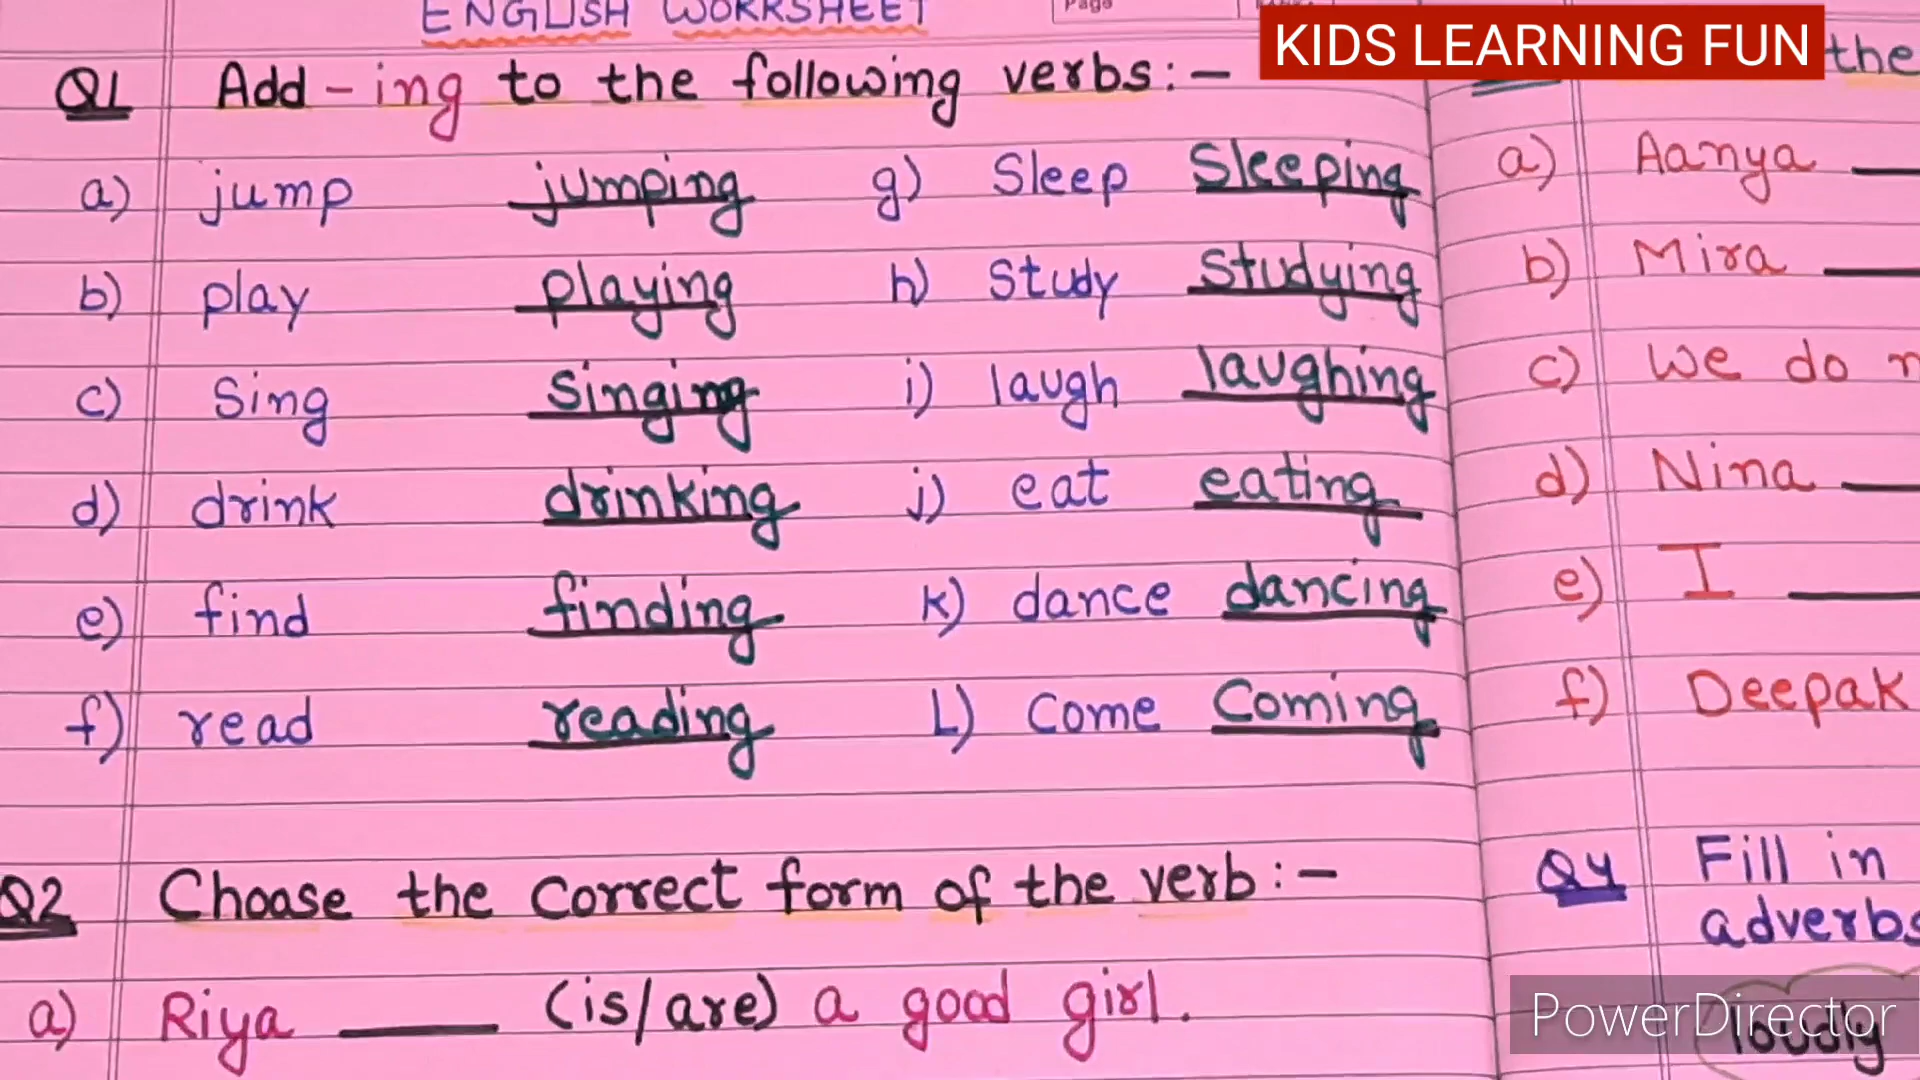 ENGLISH WORKSHEET
Page
KIDS LEARNING FUN
Q1 Add -ing to the following verbs:-
a) jump jumping g) Sleep Sleeping
b) play playing h) Study Studying
c) Sing Singing i) laugh laughing
d) drink drinking j) eat eating
e) find finding k) dance dancing
f) read reading L) Come Coming
Q2 Choose the correct form of the verb:-
a) Riya ______ (is/are) a good girl.
the
a) Aanya
b) Mira
c) We do
d) Nina
e) I
f) Deepak
Q4 Fill in
adverbs
loudly
PowerDirector